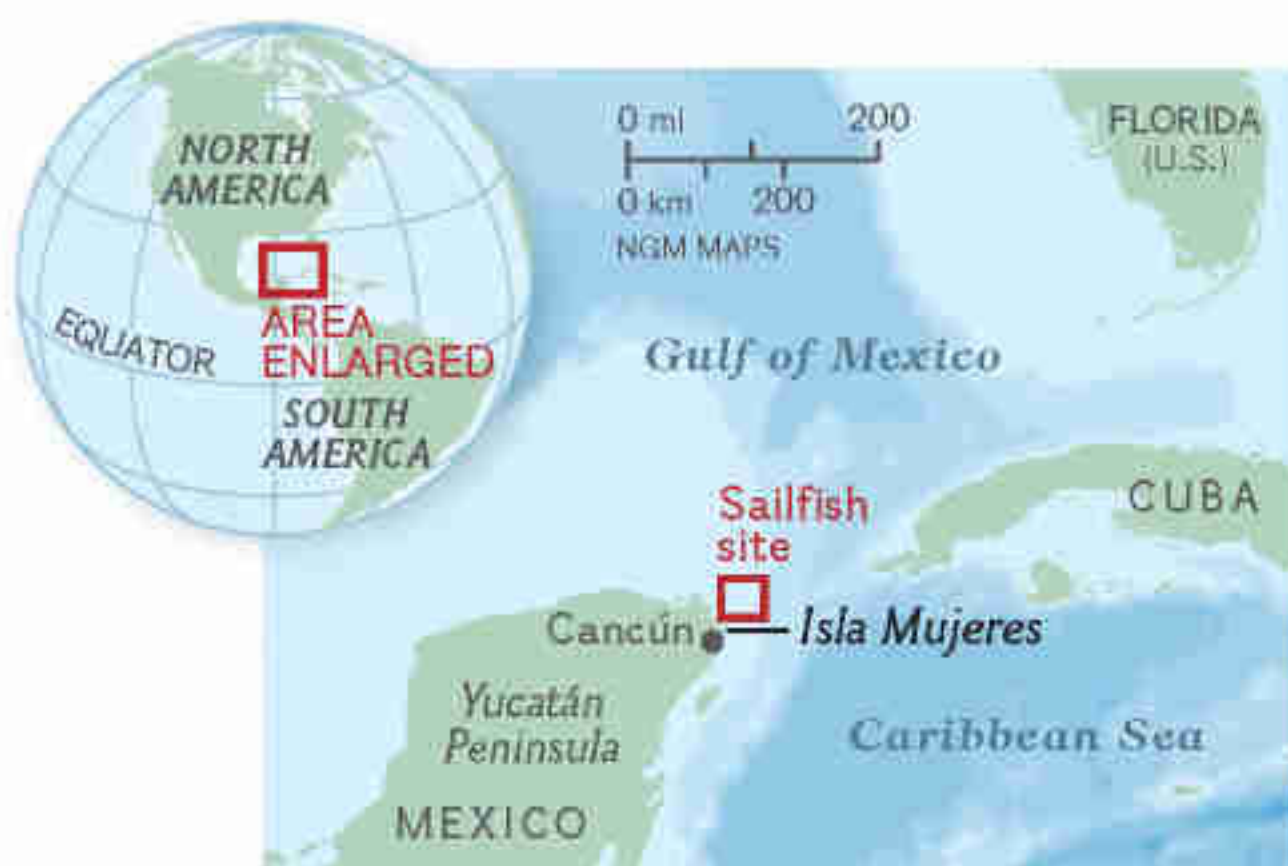 NORTH
AMERICA
EQUATOR
AREA
ENLARGED
SOUTH
AMERICA
0 mi 200
0 km 200
NGM MAPS
FLORIDA
(U.S.)
Gulf of Mexico
CUBA
Sailfish
site
Cancún
Isla Mujeres
Yucatán
Peninsula
Caribbean Sea
MEXICO